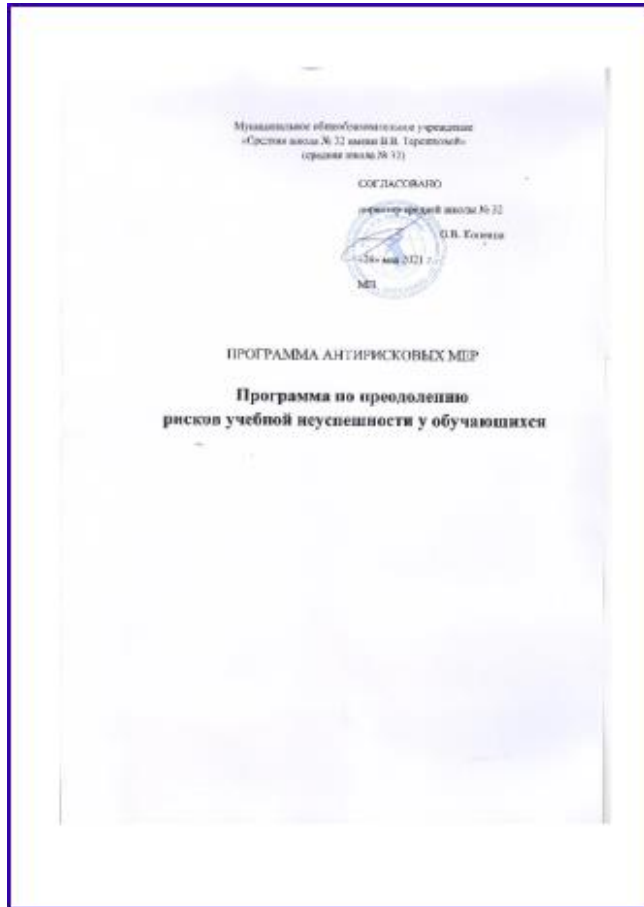 Муниципальное общеобразовательное учреждение
«Средняя школа № 32 имени В.В. Терешковой»
(средняя школа № 32)
СОГЛАСОВАНО
директор средней школы № 32
О.В.
«26» мая 2021 г.
МП
ПРОГРАММА АНТИРИСКОВЫХ МЕР
Программа по преодолению
рисков учебной неуспешности у обучающихся